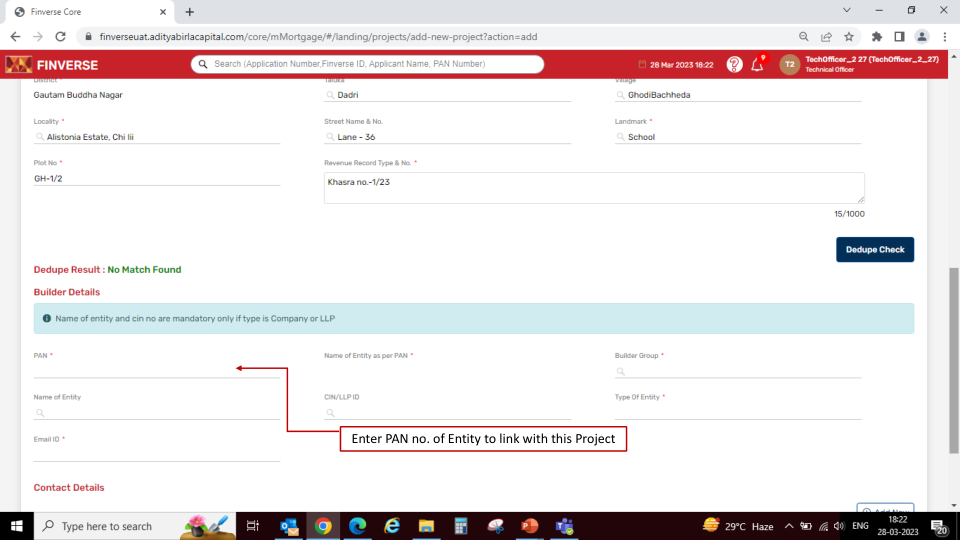 Finverse Core
finverseuat.adityabirlacapital.com/core/mMortgage/#/landing/projects/add-new-project?action=add
FINVERSE
Search (Application Number,Finverse ID, Applicant Name, PAN Number)
28 Mar 2023 18:22
T2
TechOfficer_2 27 (TechOfficer_2_27)
Technical Officer
District *
Taluka
Village
Gautam Buddha Nagar
Dadri
GhodiBachheda
Locality *
Street Name & No.
Landmark *
Alistonia Estate, Chi Iii
Lane - 36
School
Plot No *
Revenue Record Type & No. *
GH-1/2
Khasra no.-1/23
15/1000
Dedupe Check
Dedupe Result : No Match Found
Builder Details
Name of entity and cin no are mandatory only if type is Company or LLP
PAN *
Name of Entity as per PAN *
Builder Group *
Name of Entity
CIN/LLP ID
Type Of Entity *
Email ID *
Enter PAN no. of Entity to link with this Project
Contact Details
Add New
Type here to search
29°C Haze
ENG
18:22
28-03-2023
20